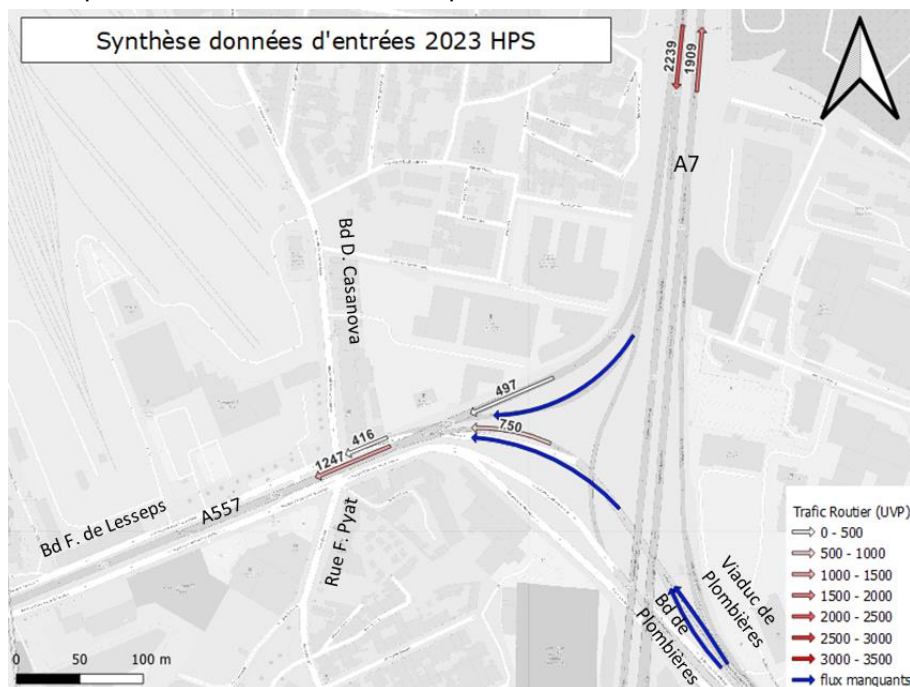 Synthèse données d'entrées 2023 HPS
2239
1909
A7
Bd D. Casanova
497
750
416
1247
A557
Bd F. de Lesseps
Rue F. Pyat
Viaduc de
Plombières
Bd de
Plombières
0 50 100 m
Trafic Routier (UVP)
0 - 500
500 - 1000
1000 - 1500
1500 - 2000
2000 - 2500
2500 - 3000
3000 - 3500
flux manquants